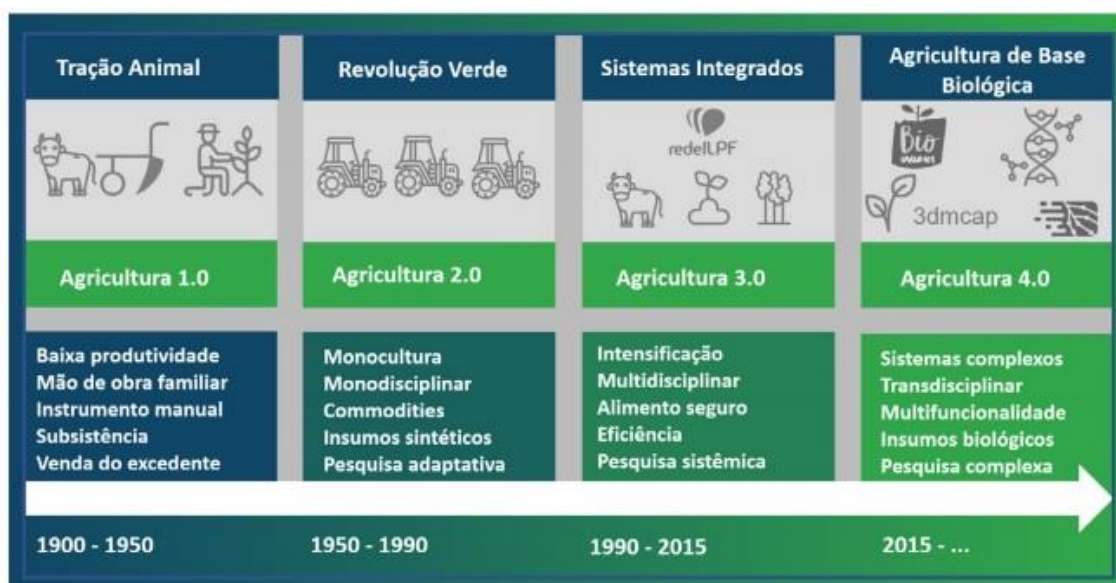 Tração Animal
Revolução Verde
Sistemas Integrados
Agricultura de Base
Biológica
redeILPF
Bio
3dmcap
Agricultura 1.0
Agricultura 2.0
Agricultura 3.0
Agricultura 4.0
Baixa produtividade
Mão de obra familiar
Instrumento manual
Subsistência
Venda do excedente
Monocultura
Monodisciplinar
Commodities
Insumos sintéticos
Pesquisa adaptativa
Intensificação
Multidisciplinar
Alimento seguro
Eficiência
Pesquisa sistêmica
Sistemas complexos
Transdisciplinar
Multifuncionalidade
Insumos biológicos
Pesquisa complexa
1900 - 1950
1950 - 1990
1990 - 2015
2015 - ...